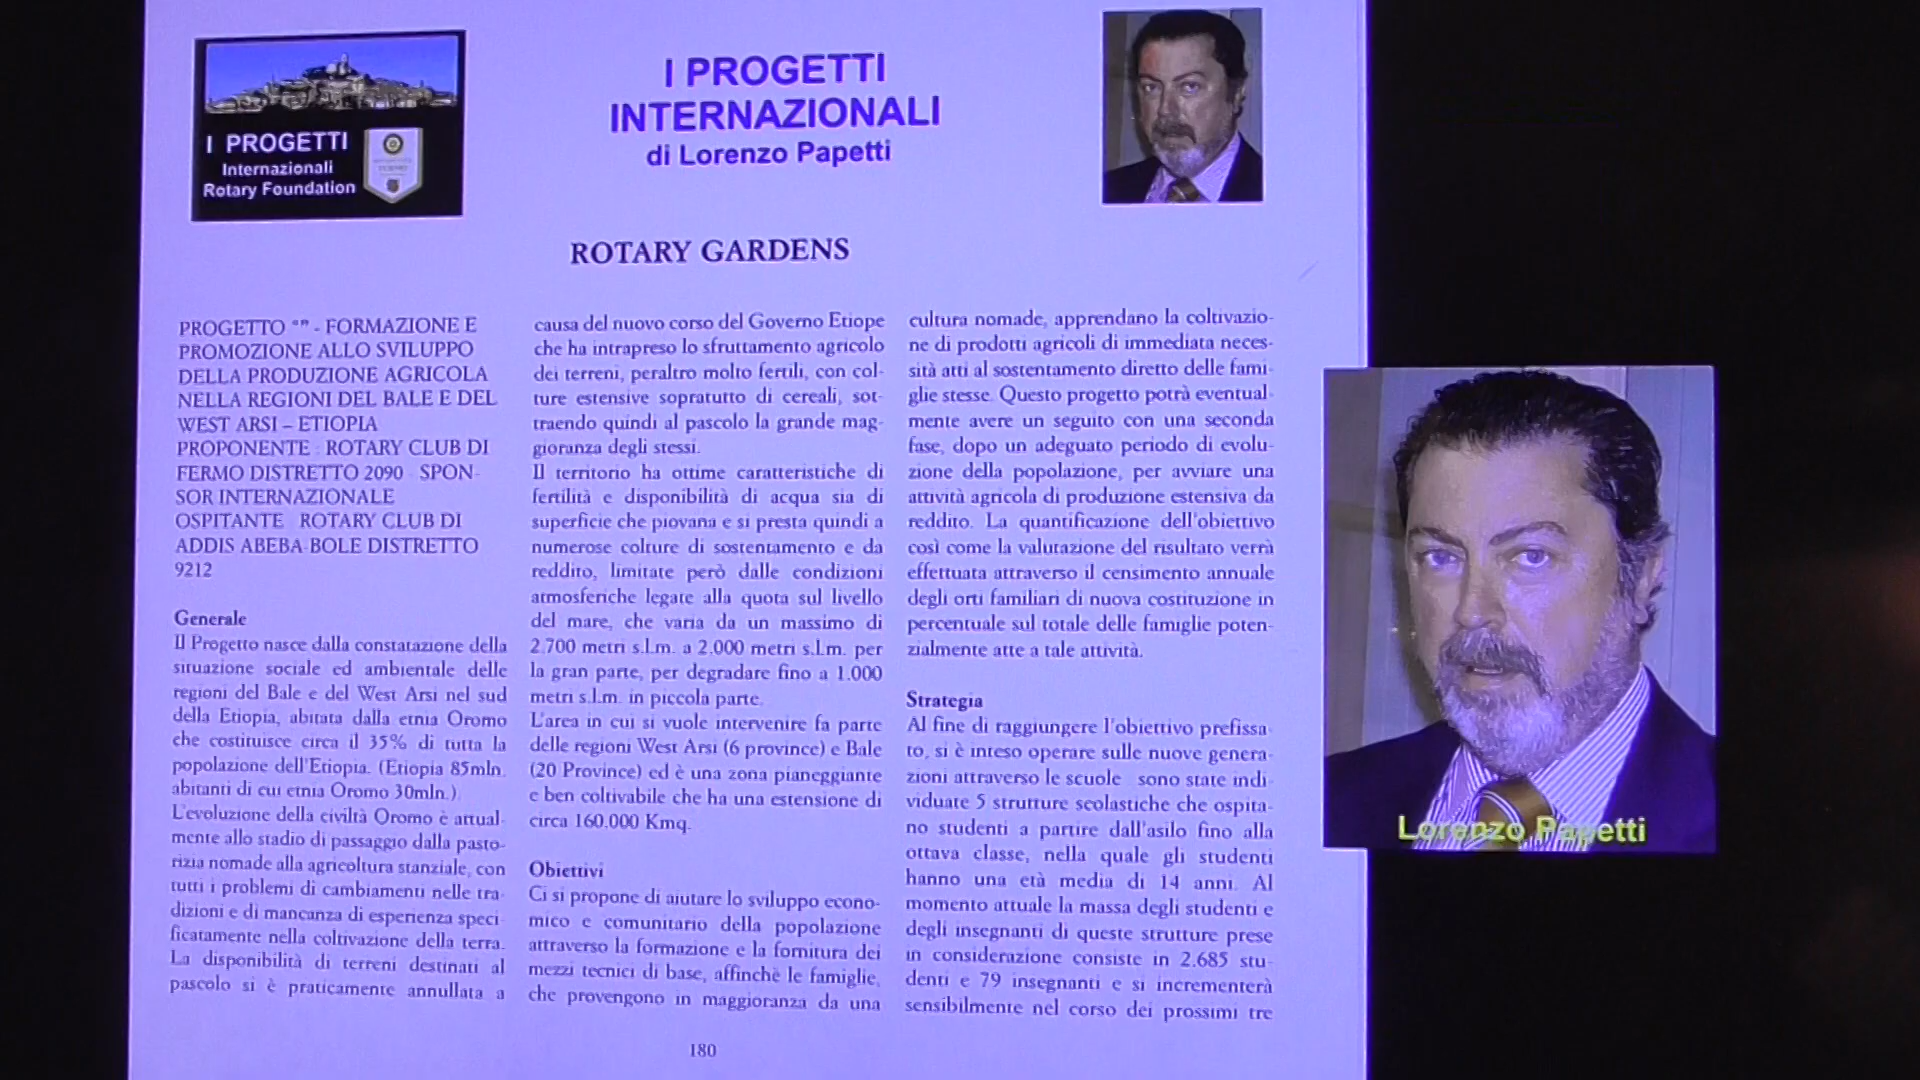 I PROGETTI
Internazionali
Rotary Foundation
I PROGETTI
INTERNAZIONALI
di Lorenzo Papetti
ROTARY GARDENS
PROGETTO “” - FORMAZIONE E
PROMOZIONE ALLO SVILUPPO
DELLA PRODUZIONE AGRICOLA
NELLA REGIONI DEL BALE E DEL
WEST ARSI – ETIOPIA
PROPONENTE ROTARY CLUB DI
FERMO DISTRETTO 2090 SPON-
SOR INTERNAZIONALE
OSPITANTE ROTARY CLUB DI
ADDIS ABEBA-BOLE DISTRETTO
9212
Generale
Il Progetto nasce dalla constatazione della
situazione sociale ed ambientale delle
regioni del Bale e del West Arsi nel sud
della Etiopia, abitata dalla etnia Oromo
che costituisce circa il 35% di tutta la
popolazione dell'Etiopia. (Etiopia 85mln.
abitanti di cui etnia Oromo 30mln.)
L'evoluzione della civiltà Oromo è attual-
mente allo stadio di passaggio dalla pasto-
rizia nomade alla agricoltura stanziale, con
tutti i problemi di cambiamenti nelle tra-
dizioni e di mancanza di esperienza speci-
ficatamente nella coltivazione della terra.
La disponibilità di terreni destinati al
pascolo si è praticamente annullata a
causa del nuovo corso del Governo Etiope
che ha intrapreso lo sfruttamento agricolo
dei terreni, peraltro molto fertili, con col-
ture estensive sopratutto di cereali, sot-
traendo quindi al pascolo la grande mag-
gioranza degli stessi.
Il territorio ha ottime caratteristiche di
fertilità e disponibilità di acqua sia di
superficie che piovana e si presta quindi a
numerose colture di sostentamento e da
reddito, limitate però dalle condizioni
atmosferiche legate alla quota sul livello
del mare, che varia da un massimo di
2.700 metri s.l.m. a 2.000 metri s.l.m. per
la gran parte, per degradare fino a 1.000
metri s.l.m. in piccola parte.
L'area in cui si vuole intervenire fa parte
delle regioni West Arsi (6 province) e Bale
(20 Province) ed è una zona pianeggiante
e ben coltivabile che ha una estensione di
circa 160.000 Kmq.
Obiettivi
Ci si propone di aiutare lo sviluppo econo-
mico e comunitario della popolazione
attraverso la formazione e la fornitura dei
mezzi tecnici di base, affinchè le famiglie,
che provengono in maggioranza da una
cultura nomade, apprendano la coltivazio-
ne di prodotti agricoli di immediata neces-
sità atti al sostentamento diretto delle fami-
glie stesse. Questo progetto potrà eventual-
mente avere un seguito con una seconda
fase, dopo un adeguato periodo di evolu-
zione della popolazione, per avviare una
attività agricola di produzione estensiva da
reddito. La quantificazione dell'obiettivo
così come la valutazione del risultato verrà
effettuata attraverso il censimento annuale
degli orti familiari di nuova costituzione in
percentuale sul totale delle famiglie poten-
zialmente atte a tale attività.
Strategia
Al fine di raggiungere l'obiettivo prefissa-
to, si è inteso operare sulle nuove genera-
zioni attraverso le scuole sono state indi-
viduate 5 strutture scolastiche che ospita-
no studenti a partire dall'asilo fino alla
ottava classe, nella quale gli studenti
hanno una età media di 14 anni. Al
momento attuale la massa degli studenti e
degli insegnanti di queste strutture prese
in considerazione consiste in 2.685 stu-
denti e 79 insegnanti e si incrementerà
sensibilmente nel corso dei prossimi tre
180
Lorenzo Papetti